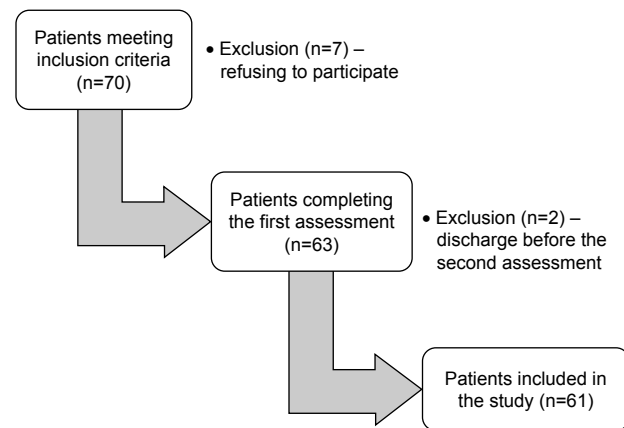 Patients meeting
inclusion criteria
(n=70)
• Exclusion (n=7) –
refusing to participate
Patients completing
the first assessment
(n=63)
• Exclusion (n=2) –
discharge before the
second assessment
Patients included in
the study (n=61)